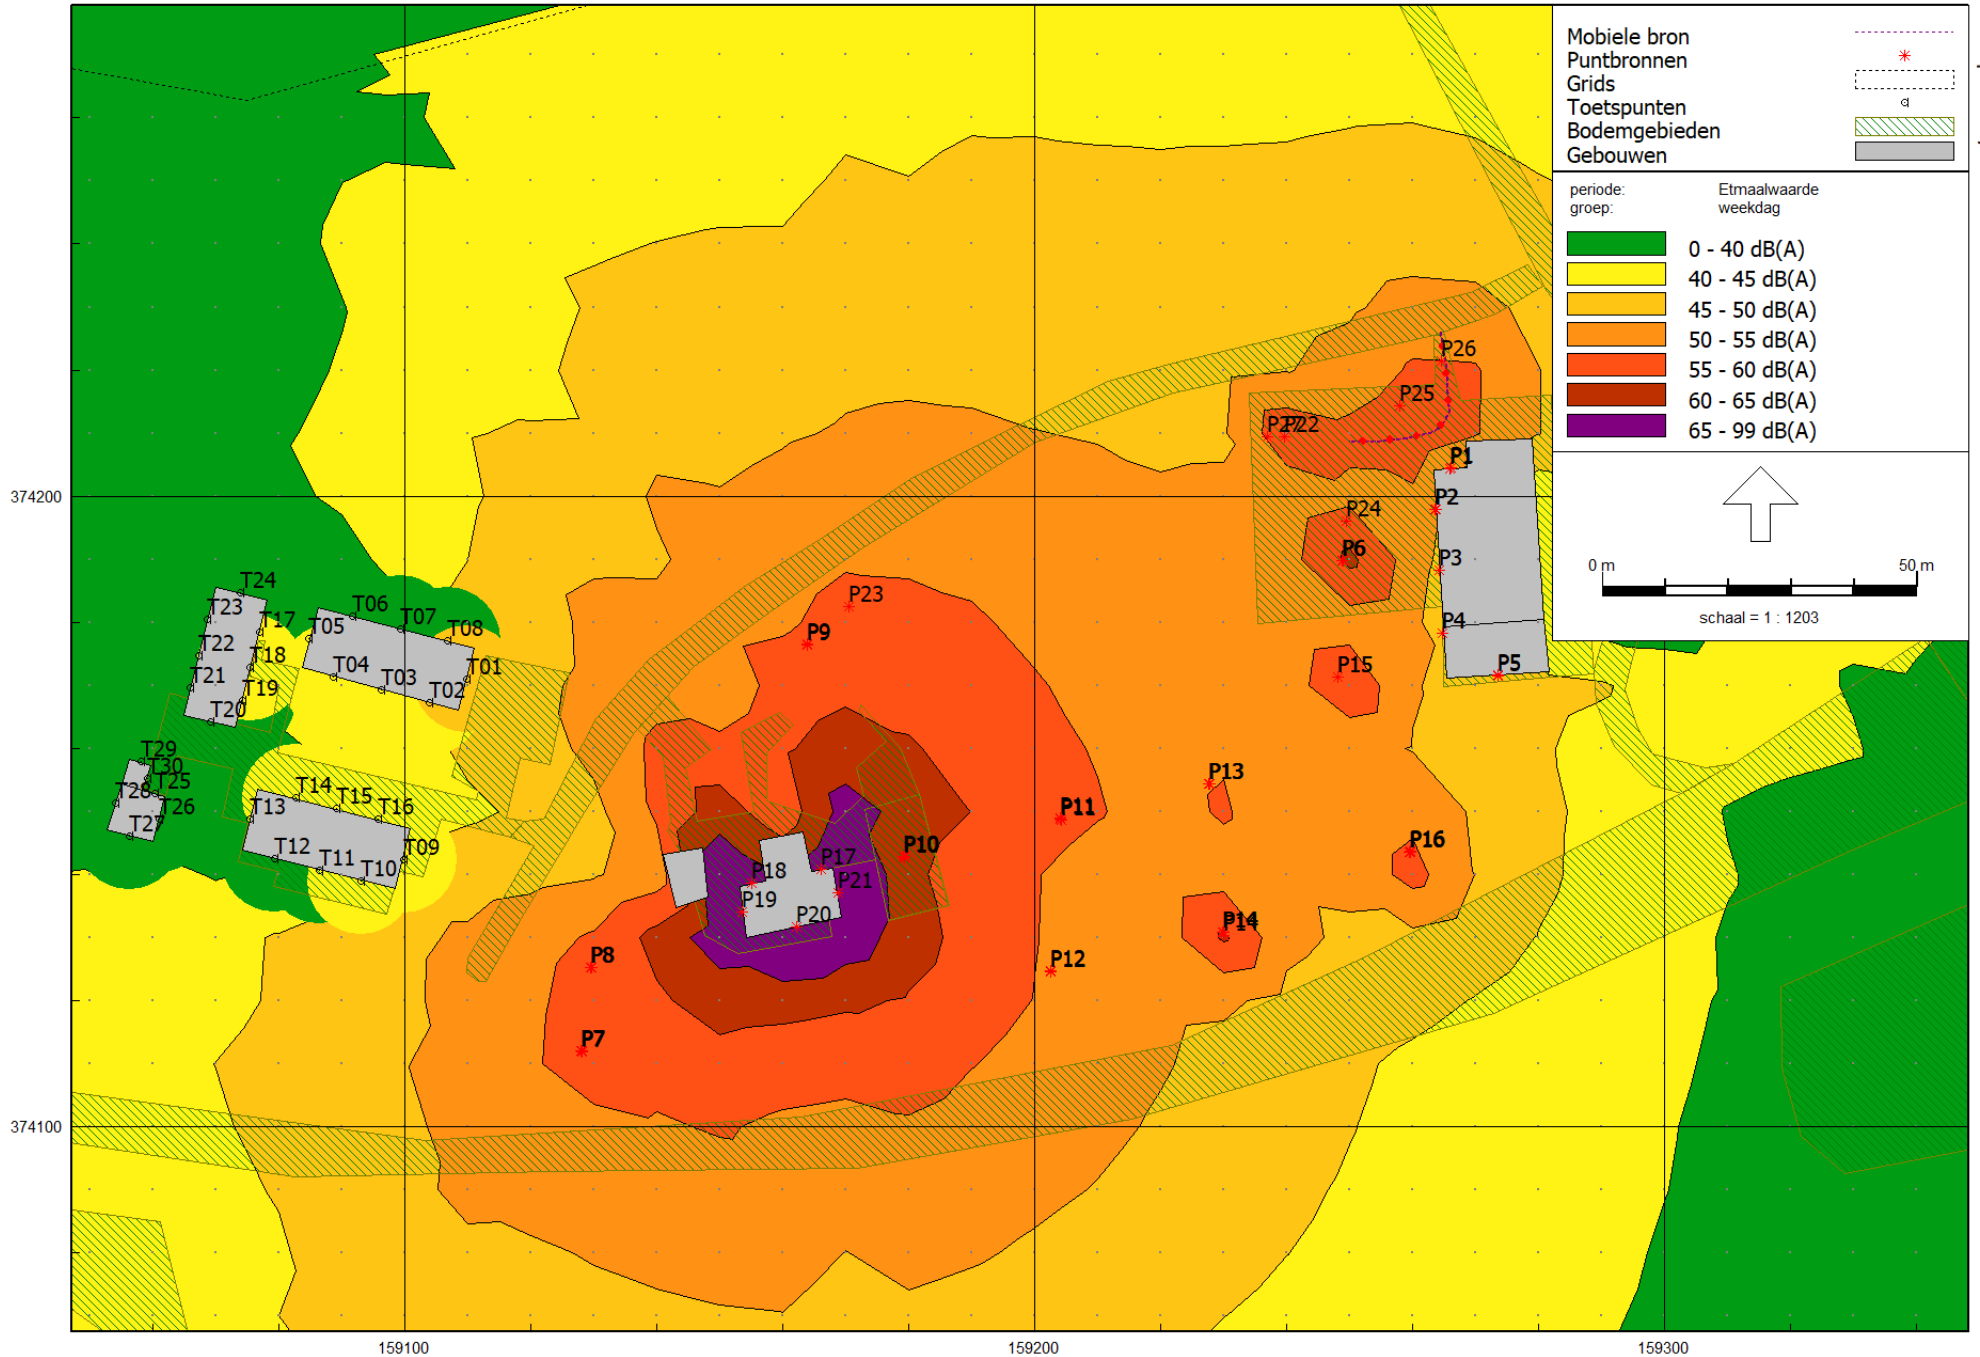 Mobiele bron
Puntbronnen
Grids
Toetspunten
Bodemgebieden
Gebouwen
periode: Etmaalwaarde
groep: weekdag
0 - 40 dB(A)
40 - 45 dB(A)
45 - 50 dB(A)
50 - 55 dB(A)
55 - 60 dB(A)
60 - 65 dB(A)
65 - 99 dB(A)
0 m 50 m
schaal = 1 : 1203
P26
P25
P27 P22
P1
374200
P2
P24
P6
P3
T24
T23
T17
P23
T06
T07
T05
T08
P9
P4
T22
T18
T04
T01
P15
P5
T21
T19
T03
T02
T20
T29
T30
T25
P13
T28
T26
T14
T13
T15
T16
P11
T27
T12
T09
P10
P16
T11
T10
P18
P17
P21
P19
P20
P14
P8
P12
P7
374100
159100 159200 159300